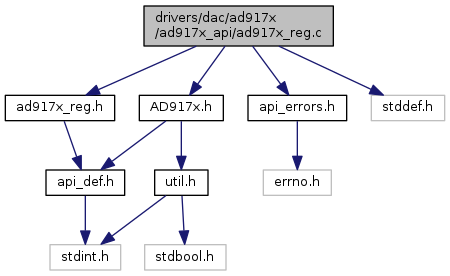 drivers/dac/ad917x
/ad917x_api/ad917x_reg.c
ad917x_reg.h
AD917x.h
api_errors.h
stddef.h
api_def.h
util.h
errno.h
stdint.h
stdbool.h